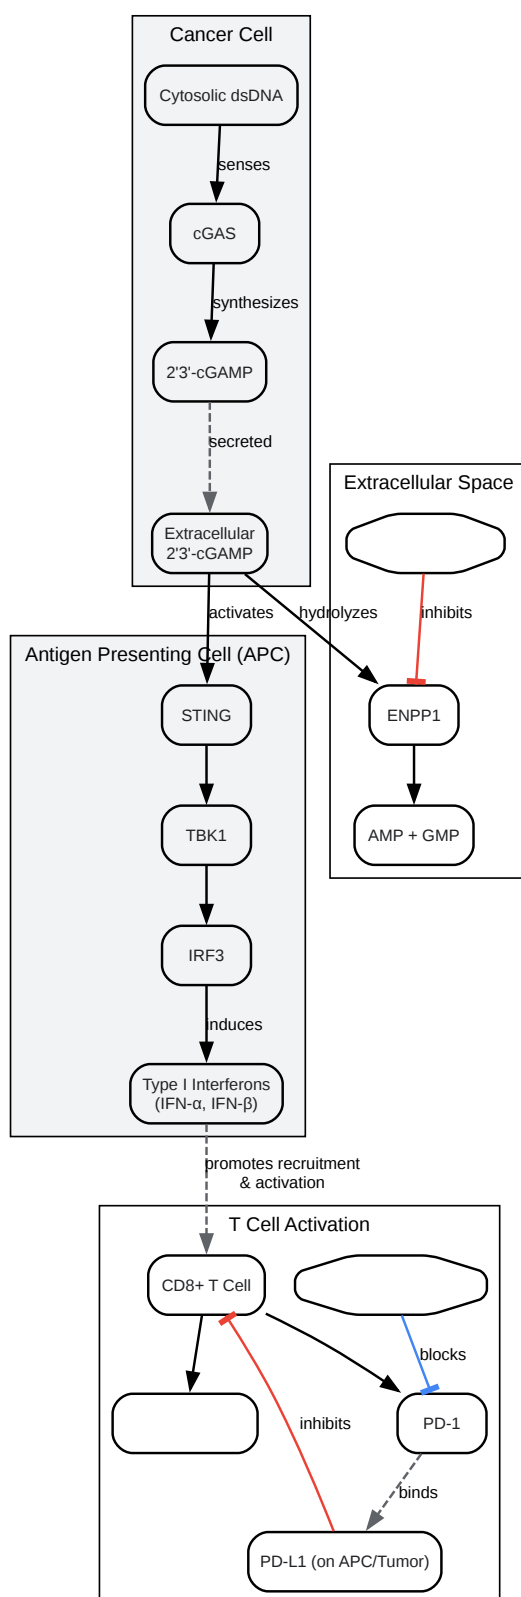 Cancer Cell
Cytosolic dsDNA
senses
cGAS
synthesizes
2'3'-cGAMP
secreted
Extracellular
2'3'-cGAMP
Extracellular Space
activates
hydrolyzes
inhibits
Antigen Presenting Cell (APC)
STING
ENPP1
TBK1
AMP + GMP
IRF3
induces
Type I Interferons
(IFN-α, IFN-β)
promotes recruitment
& activation
T Cell Activation
CD8+ T Cell
blocks
inhibits
PD-1
binds
PD-L1 (on APC/Tumor)